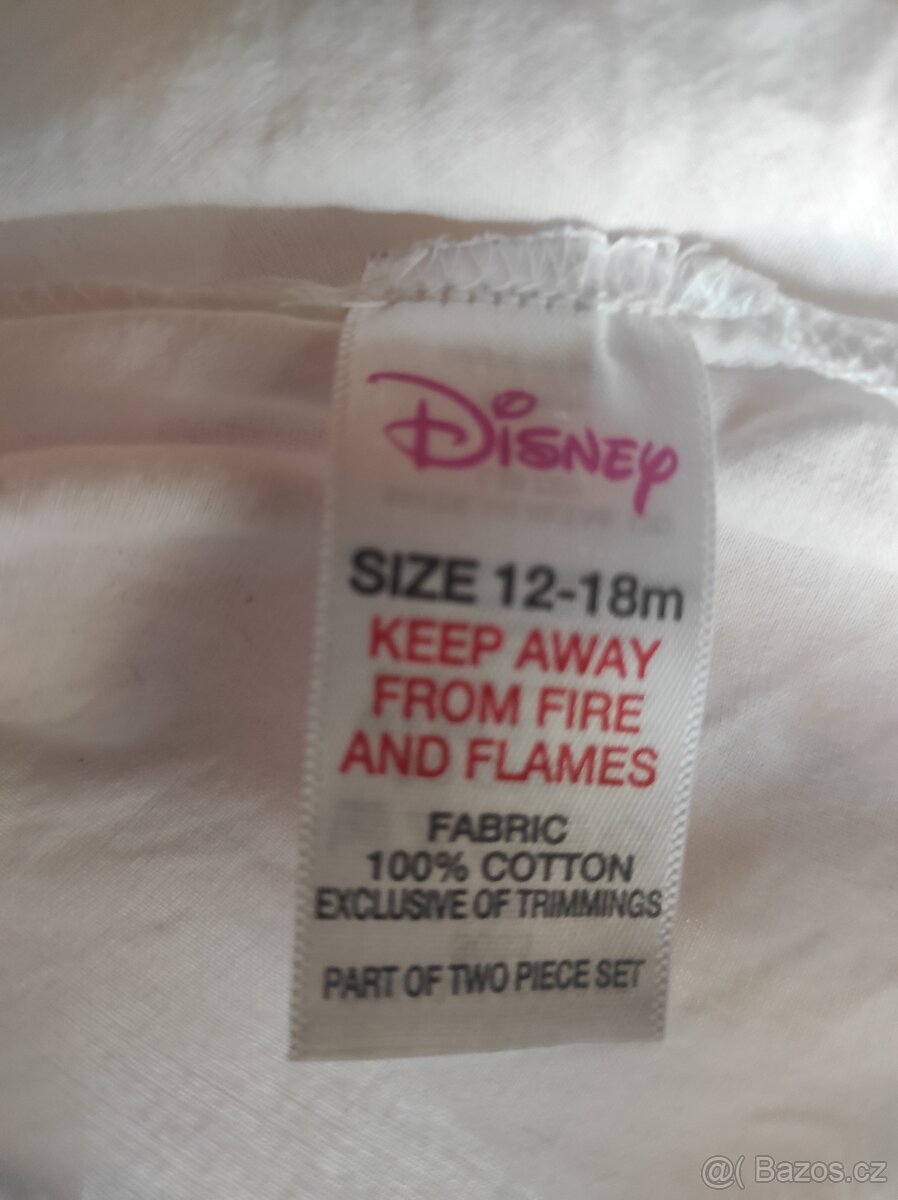 Disney
SIZE 12-18m
KEEP AWAY
FROM FIRE
AND FLAMES
FABRIC
100% COTTON
EXCLUSIVE OF TRIMMINGS
PART OF TWO PIECE SET
@( Bazos.cz